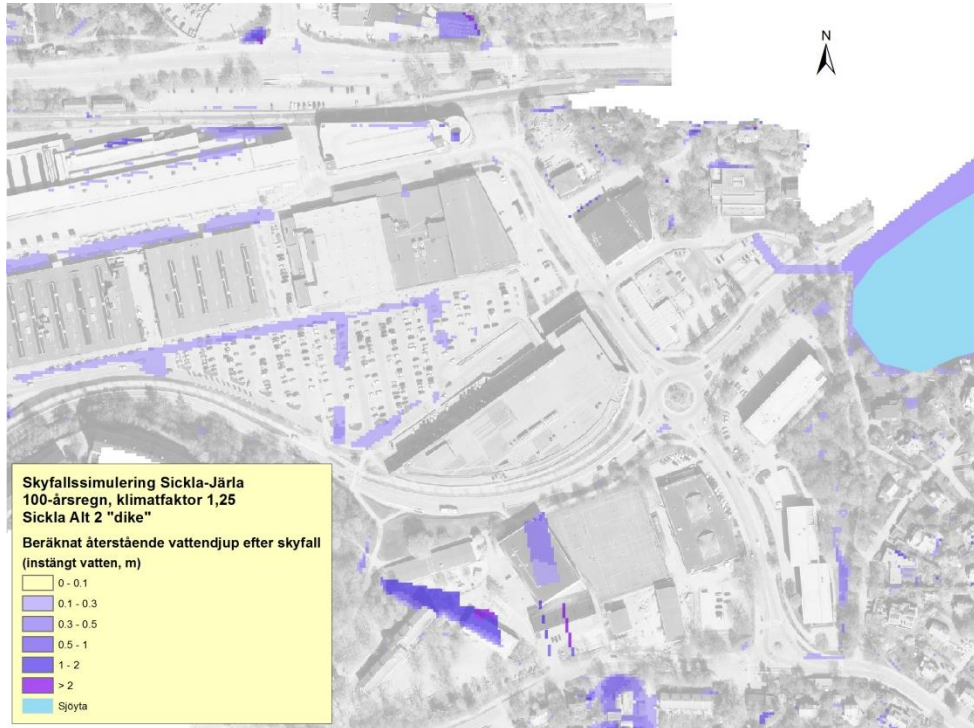 N
Skyfallssimulering Sickla-Järla
100-årsregn, klimatfaktor 1,25
Sickla Alt 2 "dike"
Beräknat återstående vattendjup efter skyfall
(instängt vatten, m)
0 - 0.1
0.1 - 0.3
0.3 - 0.5
0.5 - 1
1 - 2
> 2
Sjöyta